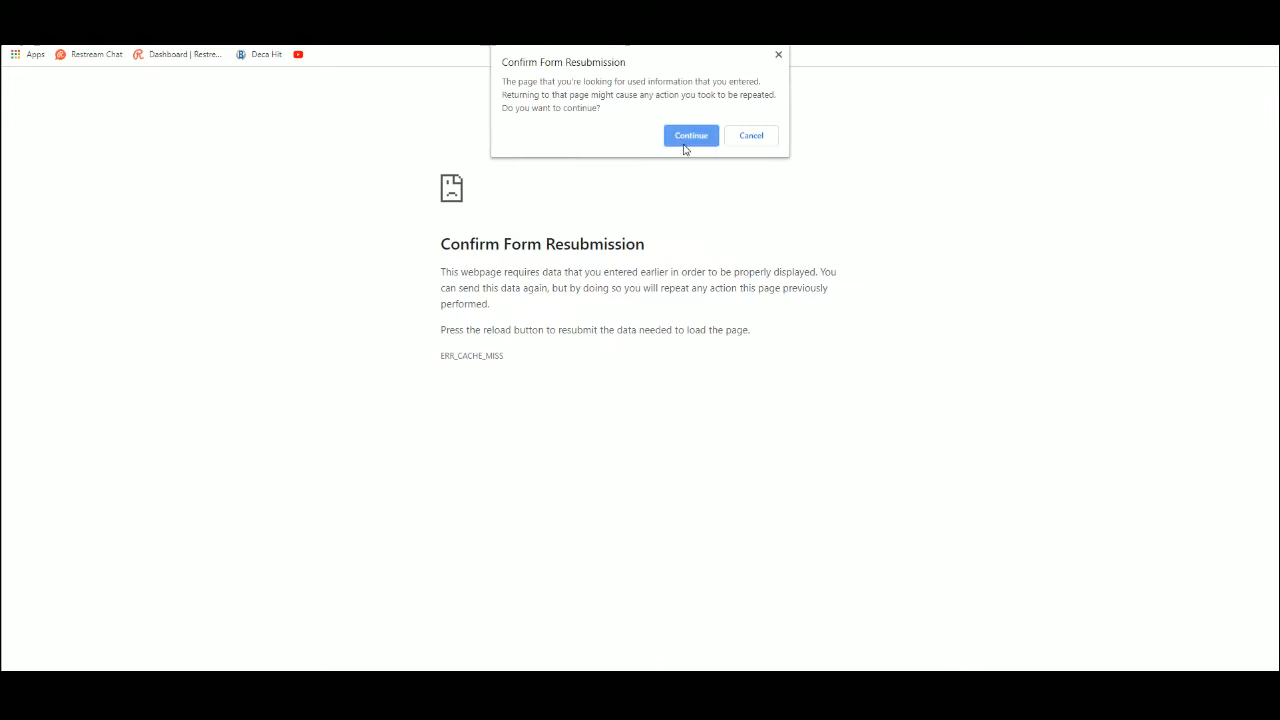 Apps Restream Chat Dashboard | Restre... Deca Hit
Confirm Form Resubmission
The page that you're looking for used information that you entered.
Returning to that page might cause any action you took to be repeated.
Do you want to continue?
Continue Cancel
Confirm Form Resubmission
This webpage requires data that you entered earlier in order to be properly displayed. You
can send this data again, but by doing so you will repeat any action this page previously
performed.
Press the reload button to resubmit the data needed to load the page.
ERR_CACHE_MISS